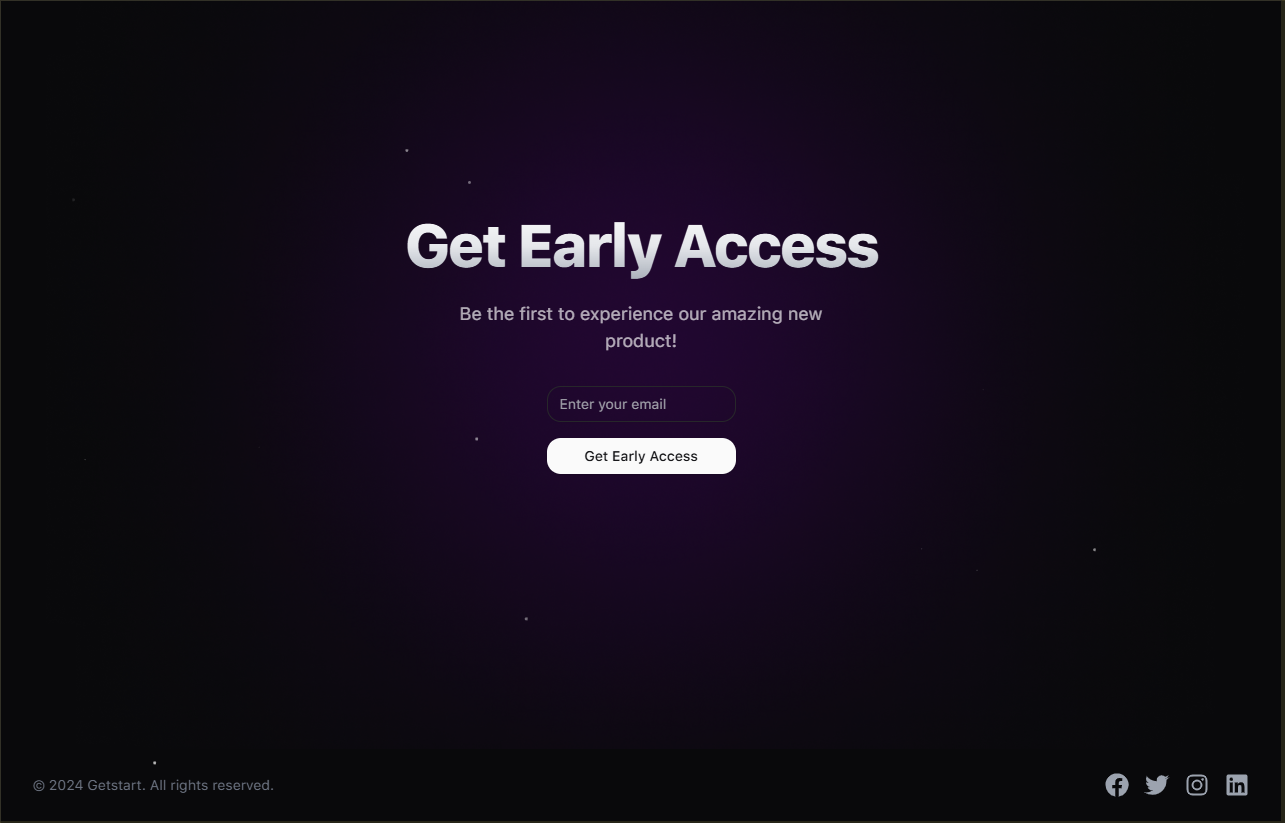 Get Early Access
Be the first to experience our amazing new
product!
Enter your email
Get Early Access
© 2024 Getstart. All rights reserved.